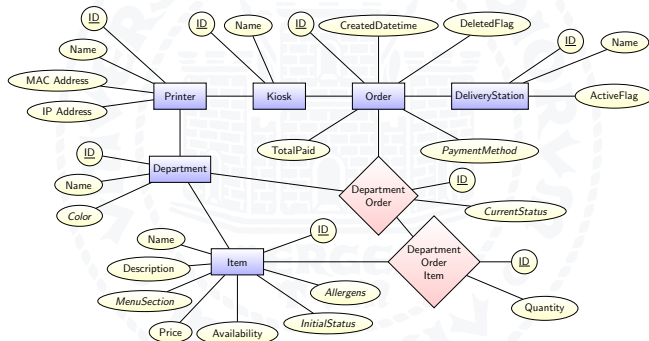 ID
Name
CreatedDatetime
DeletedFlag
ID
ID
ID
Name
Name
MAC Address
IP Address
Printer
Kiosk
Order
DeliveryStation
ActiveFlag
TotalPaid
PaymentMethod
ID
Name
Color
Department
Department
Order
ID
CurrentStatus
Name
ID
Description
MenuSection
Price
Availability
InitialStatus
Allergens
Item
Department
Order
Item
ID
Quantity